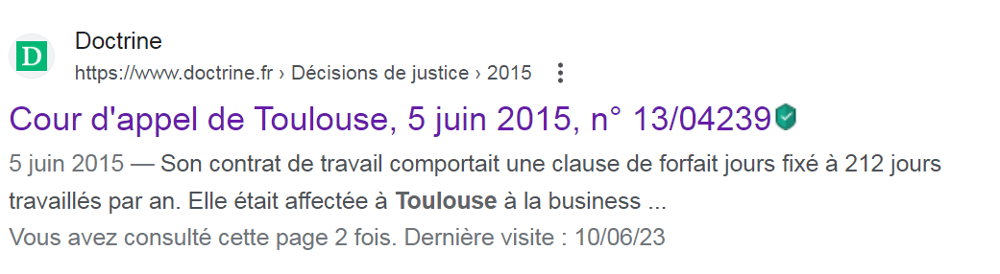 D
Doctrine
https://www.doctrine.fr › Décisions de justice › 2015
Cour d'appel de Toulouse, 5 juin 2015, n° 13/04239
5 juin 2015 — Son contrat de travail comportait une clause de forfait jours fixé à 212 jours
travaillés par an. Elle était affectée à Toulouse à la business ...
Vous avez consulté cette page 2 fois. Dernière visite : 10/06/23